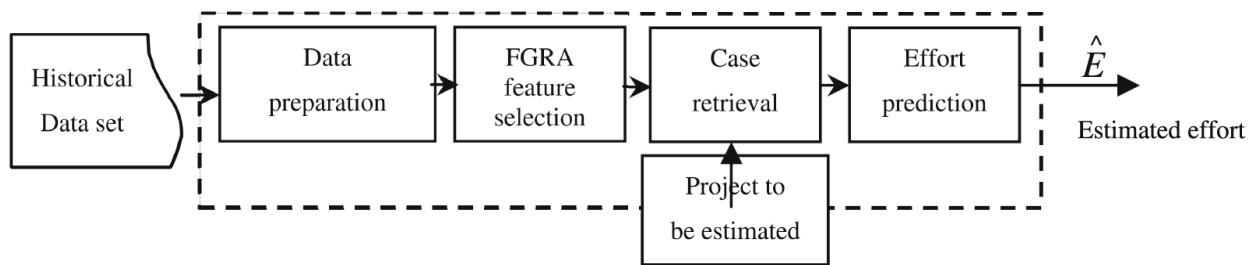 Historical
Data set
Data
preparation
FGRA
feature
selection
Case
retrieval
Effort
prediction
Ê
Estimated effort
Project to
be estimated